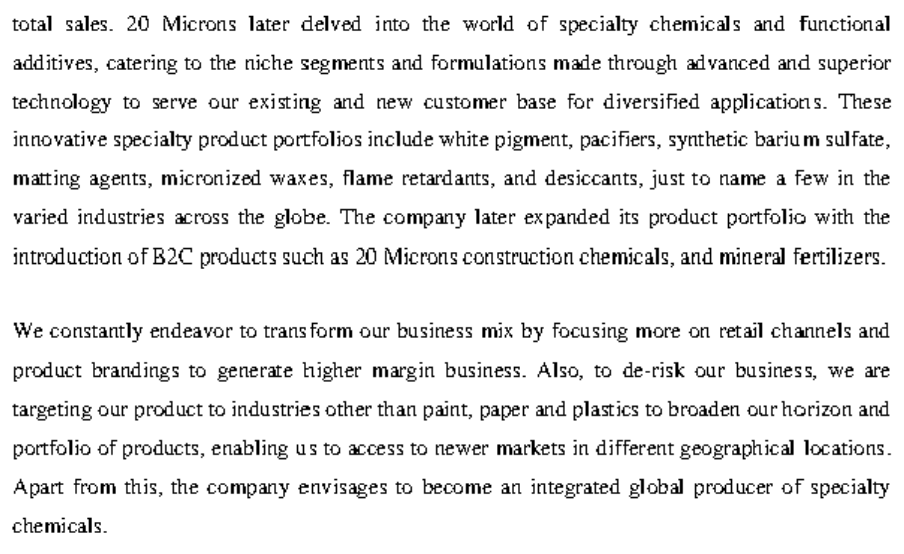 total sales. 20 Microns later delved into the world of specialty chemicals and functional
additives, catering to the niche segments and formulations made through advanced and superior
technology to serve our existing and new customer base for diversified applications. These
innovative specialty product portfolios include white pigment, pacifiers, synthetic barium sulfate,
matting agents, micronized waxes, flame retardants, and desiccants, just to name a few in the
varied industries across the globe. The company later expanded its product portfolio with the
introduction of B2C products such as 20 Microns construction chemicals, and mineral fertilizers.
We constantly endeavor to transform our business mix by focusing more on retail channels and
product brandings to generate higher margin business. Also, to de-risk our business, we are
targeting our product to industries other than paint, paper and plastics to broaden our horizon and
portfolio of products, enabling us to access to newer markets in different geographical locations.
Apart from this, the company envisages to become an integrated global producer of specialty
chemicals.